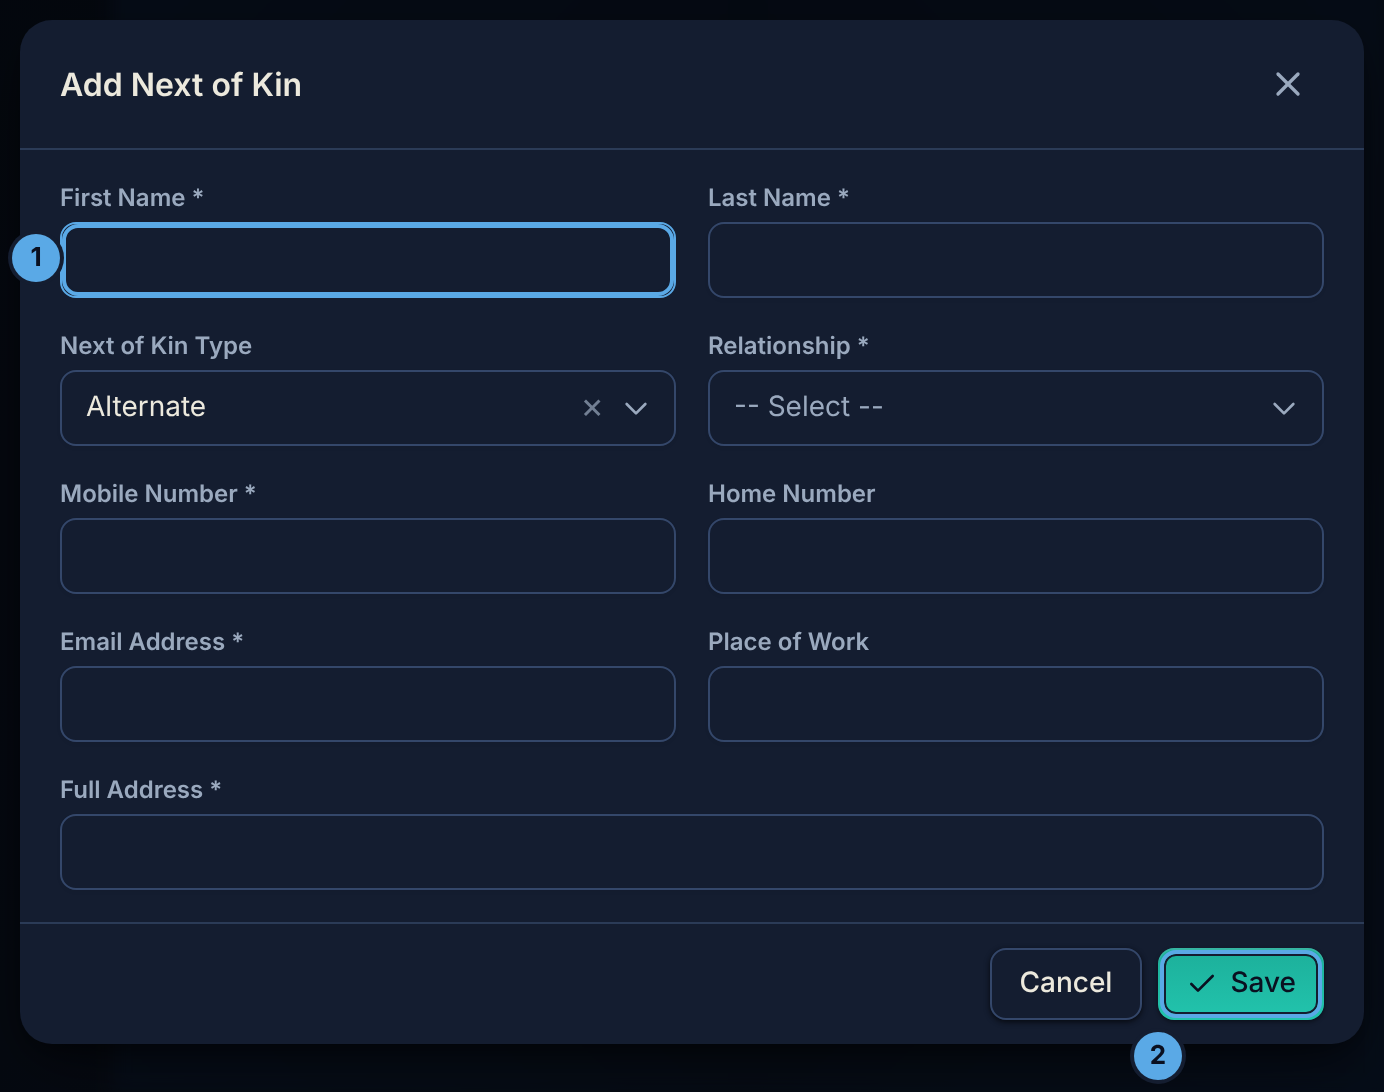 Add Next of Kin
First Name *
Last Name *
1
Next of Kin Type
Relationship *
Alternate
-- Select --
Mobile Number *
Home Number
Email Address *
Place of Work
Full Address *
Cancel
Save
2